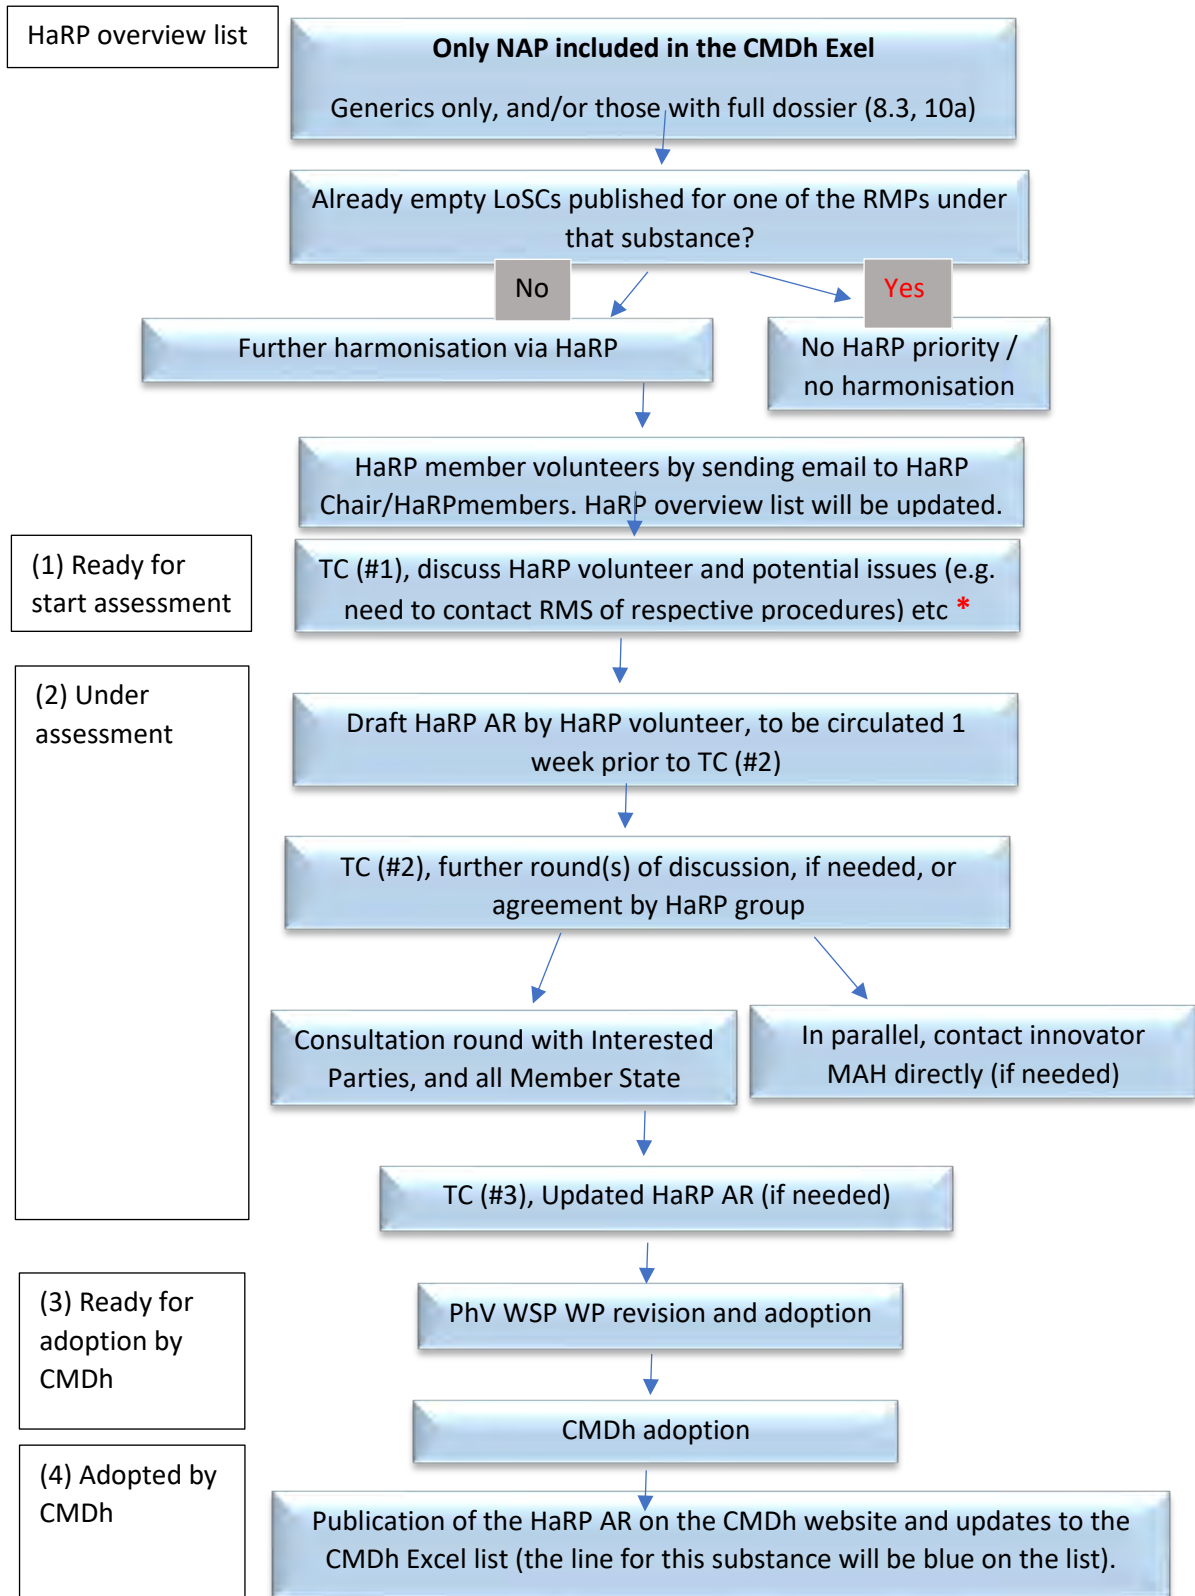 HaRP overview list
Only NAP included in the CMDh Exel
Generics only, and/or those with full dossier (8.3, 10a)
Already empty LoSCs published for one of the RMPs under
that substance?
No
Yes
Further harmonisation via HaRP
No HaRP priority /
no harmonisation
HaRP member volunteers by sending email to HaRP
Chair/HaRPmembers. HaRP overview list will be updated.
(1) Ready for
start assessment
TC (#1), discuss HaRP volunteer and potential issues (e.g.
need to contact RMS of respective procedures) etc *
(2) Under
assessment
Draft HaRP AR by HaRP volunteer, to be circulated 1
week prior to TC (#2)
TC (#2), further round(s) of discussion, if needed, or
agreement by HaRP group
Consultation round with Interested
Parties, and all Member State
In parallel, contact innovator
MAH directly (if needed)
TC (#3), Updated HaRP AR (if needed)
(3) Ready for
adoption by
CMDh
PhV WSP WP revision and adoption
CMDh adoption
(4) Adopted by
CMDh
Publication of the HaRP AR on the CMDh website and updates to the
CMDh Excel list (the line for this substance will be blue on the list).